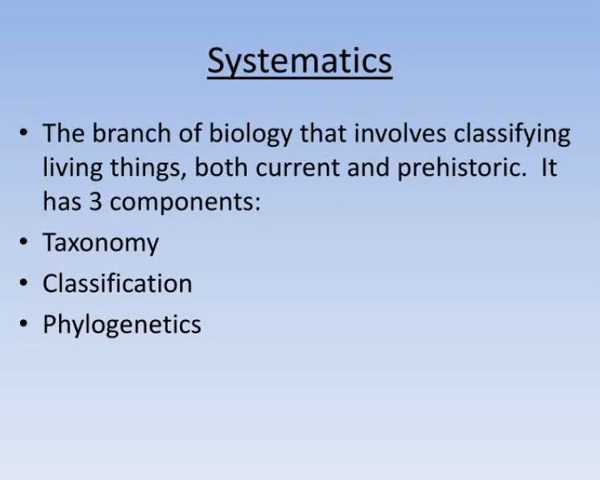 Systematics
• The branch of biology that involves classifying
living things, both current and prehistoric.  It
has 3 components:
• Taxonomy
• Classification
• Phylogenetics